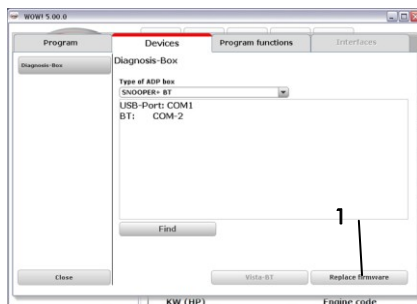 WOW! 5.00.0
Program Devices Program functions Interfaces
Diagnosis-Box
Diagnosis-Box
Type of ADP box
SNOOPER+ BT
USB-Port: COM1
BT: COM-2
1
Find
Close Vista-BT Replace firmware
KW (HP) Engine code